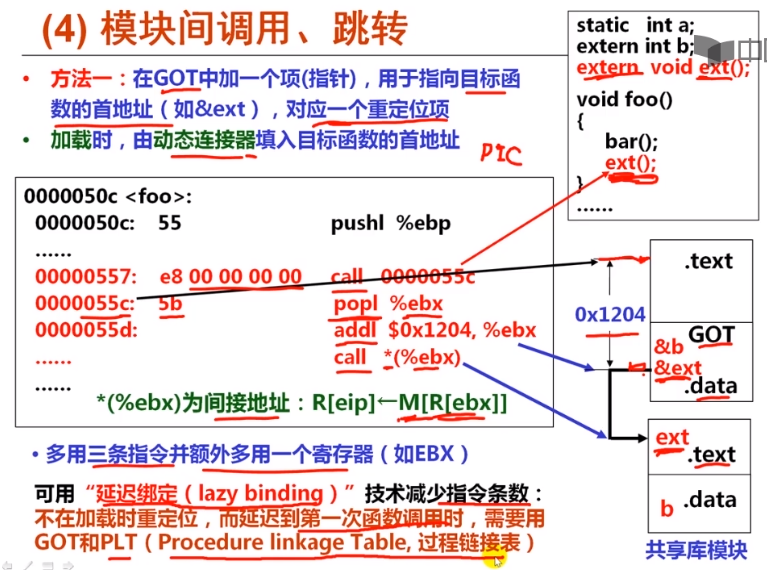 (4) 模块间调用、跳转
• 方法一：在GOT中加一个项(指针)，用于指向目标函
数的首地址（如&ext），对应一个重定位项
• 加载时，由动态连接器填入目标函数的首地址
PIC
static int a;
extern int b;
extern void ext();
void foo()
{
bar();
ext();
}
……
0000050c <foo>:
0000050c: 55 pushl %ebp
……
00000557: e8 00 00 00 00 call 0000055c
0000055c: 5b popl %ebx
0000055d: addl $0x1204, %ebx
…… call *(%ebx)
……
*(%ebx)为间接地址：R[eip]←M[R[ebx]]
0x1204
.text
GOT
&b
&ext
.data
ext
.text
b .data
共享库模块
• 多用三条指令并额外多用一个寄存器（如EBX）
可用“延迟绑定（lazy binding）”技术减少指令条数：
不在加载时重定位，而延迟到第一次函数调用时，需要用
GOT和PLT（Procedure linkage Table, 过程链接表）